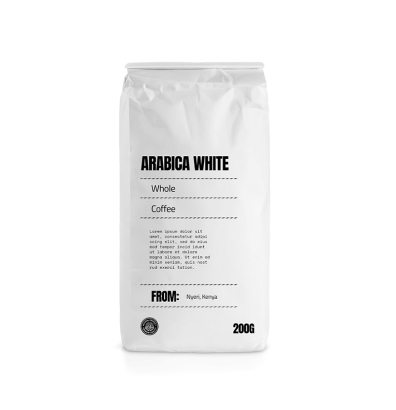 ARABICA WHITE
Whole
Coffee
Lorem ipsum dolor sit
amet, consectetur adipi
scing elit, sed do eius
mod tempor incid idunt
ut labore et dolore
magna aliqua. Ut enim ad
minim veniam, quis nost
rud exerci tution.
FROM: Nyeri, Kenya
200G